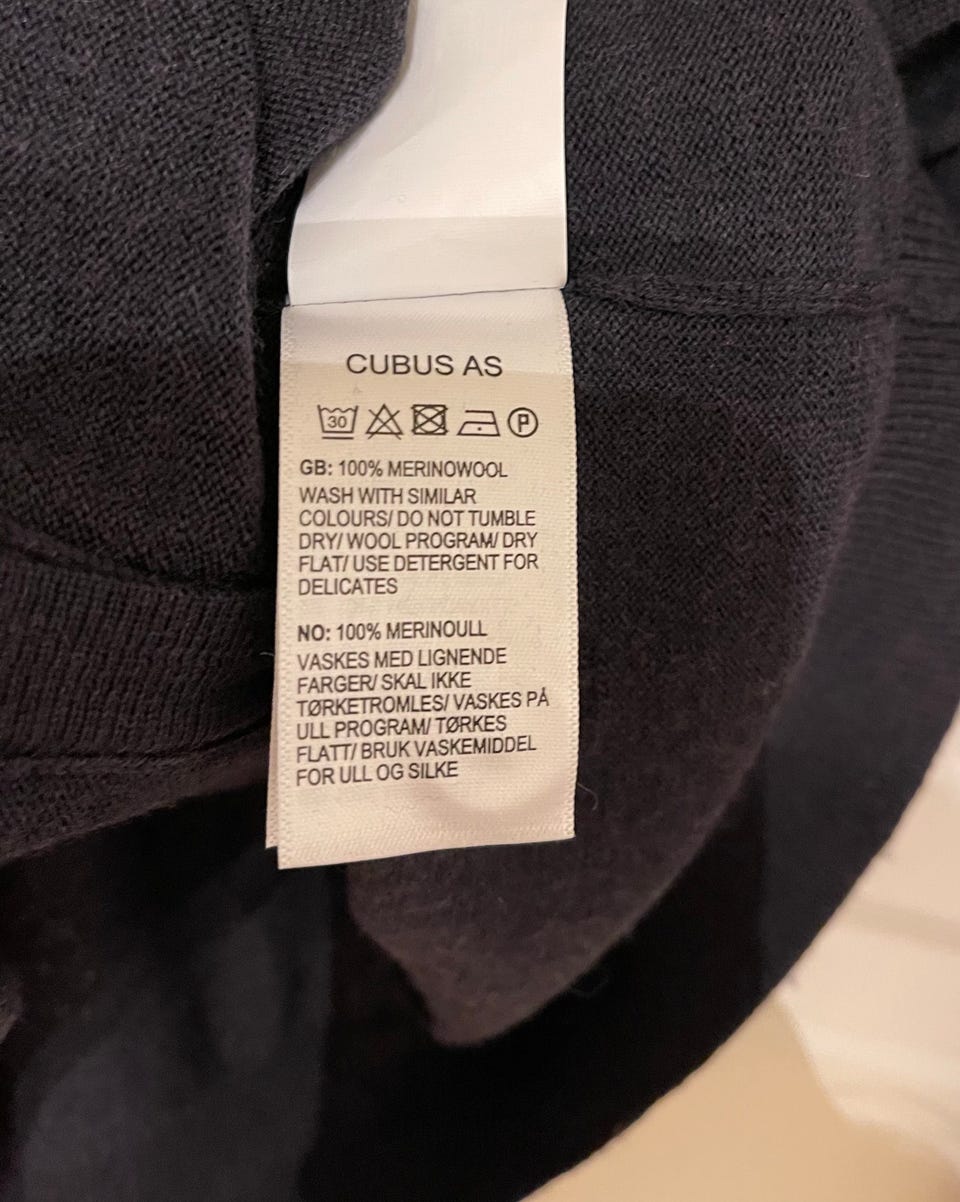 CUBUS AS
30 P
GB: 100% MERINOWOOL
WASH WITH SIMILAR
COLOURS/ DO NOT TUMBLE
DRY/ WOOL PROGRAM/ DRY
FLAT/ USE DETERGENT FOR
DELICATES
NO: 100% MERINOULL
VASKES MED LIGNENDE
FARGER/ SKAL IKKE
TØRKETROMLES/ VASKES PÅ
ULL PROGRAM/ TØRKES
FLATT/ BRUK VASKEMIDDEL
FOR ULL OG SILKE